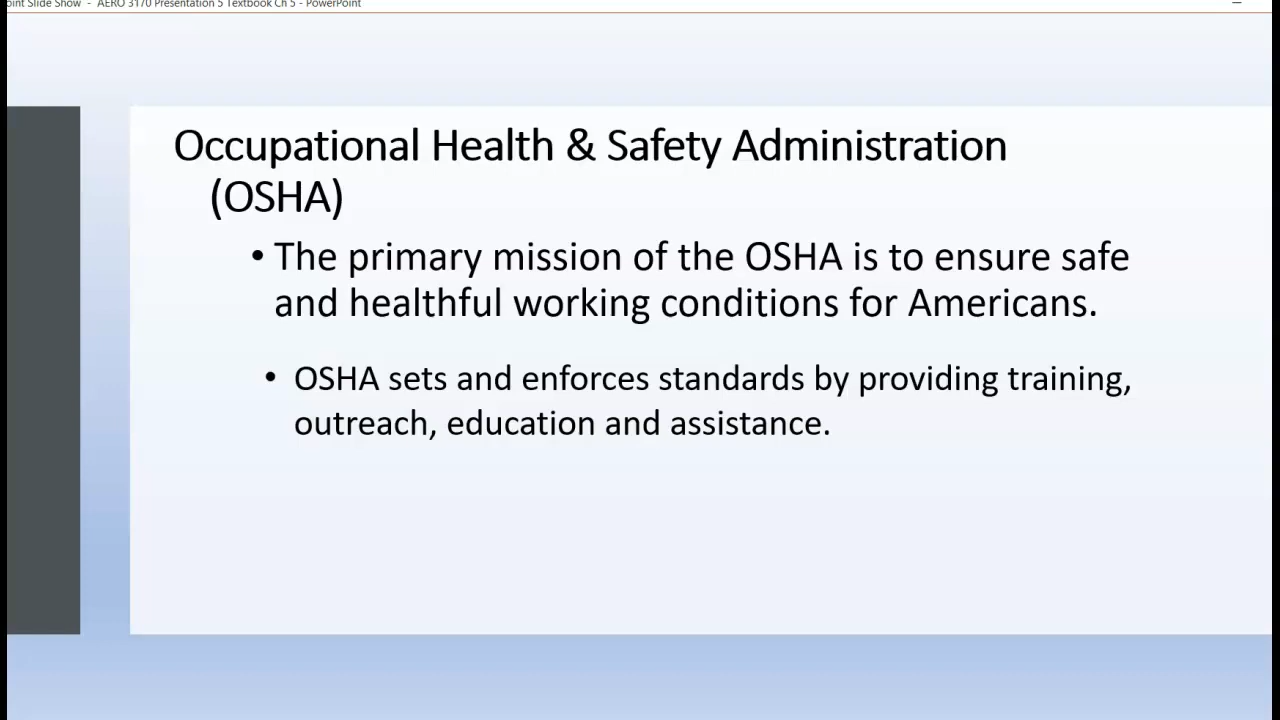 oint Slide Show - AERO 3170 Presentation 5 Textbook Ch 5 - PowerPoint
Occupational Health & Safety Administration
(OSHA)
• The primary mission of the OSHA is to ensure safe
and healthful working conditions for Americans.
• OSHA sets and enforces standards by providing training,
outreach, education and assistance.